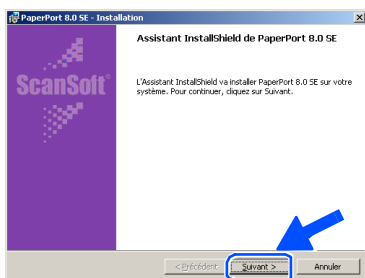 PaperPort 8.0 SE - Installation
Assistant InstallShield de PaperPort 8.0 SE
ScanSoft®
L'Assistant InstallShield va installer PaperPort 8.0 SE sur votre
système. Pour continuer, cliquez sur Suivant.
< Précédent
Suivant >
Annuler